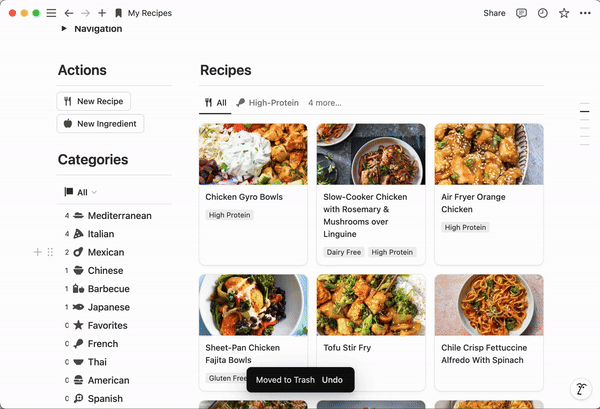 My Recipes
Share
Navigation
Actions
New Recipe
New Ingredient
Categories
All
4 Mediterranean
4 Italian
2 Mexican
1 Chinese
1 Barbecue
1 Japanese
0 Favorites
0 French
0 Thai
0 American
0 Spanish
Recipes
All
High-Protein
4 more...
Chicken Gyro Bowls
High Protein
Slow-Cooker Chicken
with Rosemary &
Mushrooms over
Linguine
Dairy Free
High Protein
Air Fryer Orange
Chicken
High Protein
Sheet-Pan Chicken
Fajita Bowls
Gluten Free
Tofu Stir Fry
Chile Crisp Fettuccine
Alfredo With Spinach
Moved to Trash
Undo